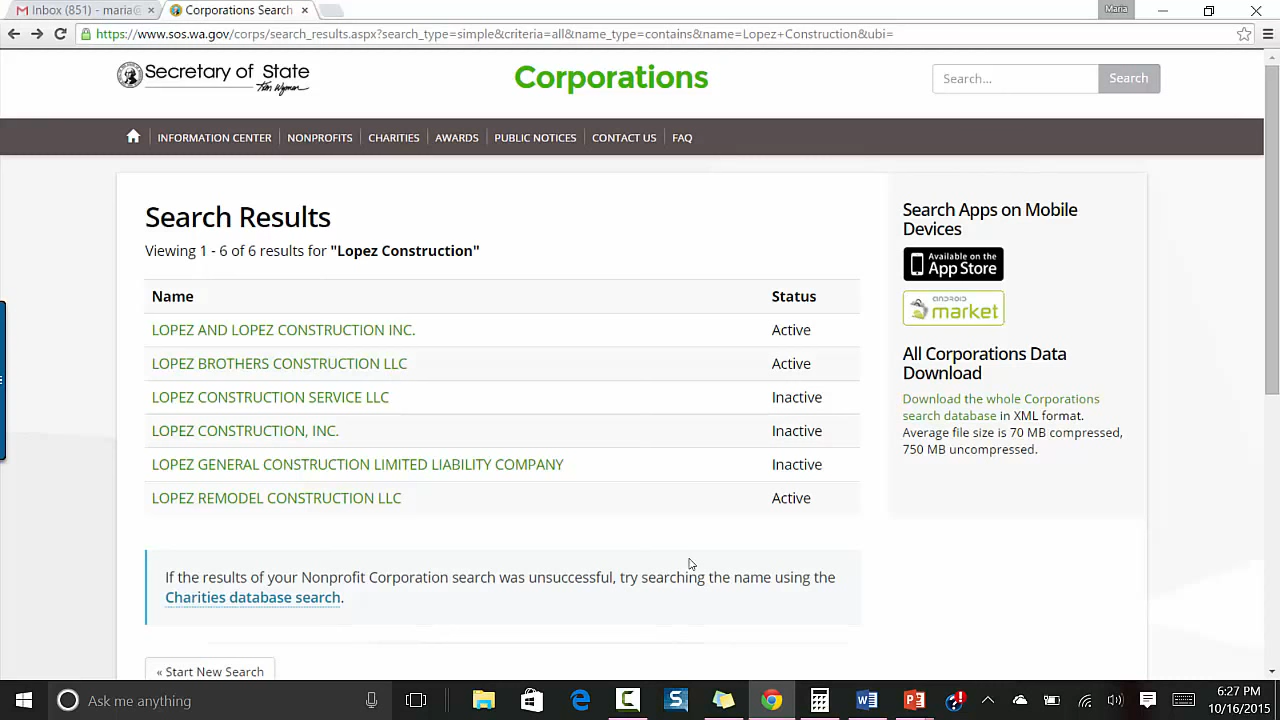 Inbox (851) - maria@
Corporations Search
Maria
https://www.sos.wa.gov/corps/search_results.aspx?search_type=simple&criteria=all&name_type=contains&name=Lopez+Construction&ubi=
Secretary of State
Kim Wyman
Corporations
Search...
Search
INFORMATION CENTER
NONPROFITS
CHARITIES
AWARDS
PUBLIC NOTICES
CONTACT US
FAQ
Search Results
Viewing 1 - 6 of 6 results for "Lopez Construction"
Name Status
LOPEZ AND LOPEZ CONSTRUCTION INC. Active
LOPEZ BROTHERS CONSTRUCTION LLC Active
LOPEZ CONSTRUCTION SERVICE LLC Inactive
LOPEZ CONSTRUCTION, INC. Inactive
LOPEZ GENERAL CONSTRUCTION LIMITED LIABILITY COMPANY Inactive
LOPEZ REMODEL CONSTRUCTION LLC Active
If the results of your Nonprofit Corporation search was unsuccessful, try searching the name using the
Charities database search.
« Start New Search
Search Apps on Mobile
Devices
Available on the
App Store
ANDROID
market
All Corporations Data
Download
Download the whole Corporations
search database in XML format.
Average file size is 70 MB compressed,
750 MB uncompressed.
Ask me anything
6:27 PM
10/16/2015